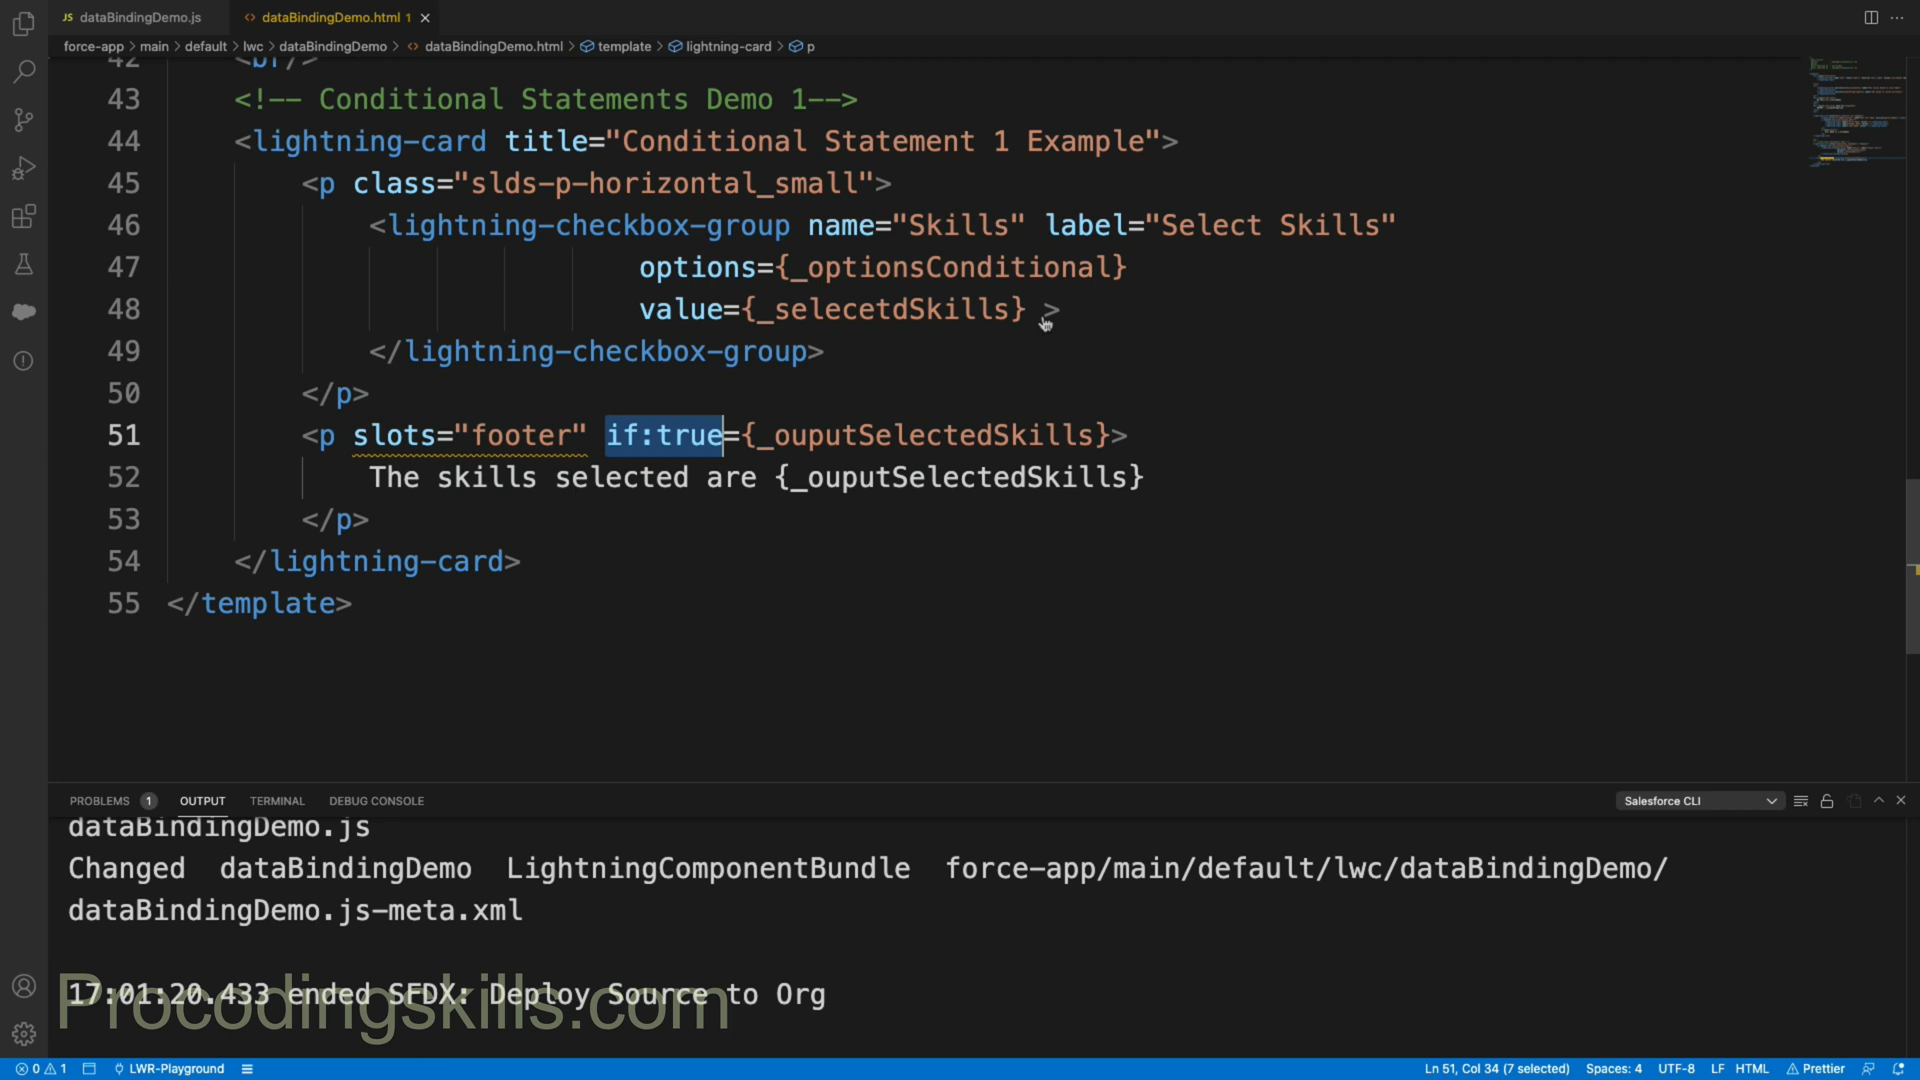 JS dataBindingDemo.js <> dataBindingDemo.html 1
force-app > main > default > lwc > dataBindingDemo > <> dataBindingDemo.html > template > lightning-card > p
42 <br/>
43 <!-- Conditional Statements Demo 1-->
44 <lightning-card title="Conditional Statement 1 Example">
45 <p class="slds-p-horizontal_small">
46 <lightning-checkbox-group name="Skills" label="Select Skills"
47 options={_optionsConditional}
48 value={_selecetdSkills} >
49 </lightning-checkbox-group>
50 </p>
51 <p slots="footer" if:true={_ouputSelectedSkills}>
52 The skills selected are {_ouputSelectedSkills}
53 </p>
54 </lightning-card>
55 </template>
PROBLEMS 1 OUTPUT TERMINAL DEBUG CONSOLE Salesforce CLI
dataBindingDemo.js
Changed dataBindingDemo LightningComponentBundle force-app/main/default/lwc/dataBindingDemo/
dataBindingDemo.js-meta.xml
17:01:20.433 ended SFDX: Deploy Source to Org
Procodingskills.com
0 1 LWR-Playground Ln 51, Col 34 (7 selected) Spaces: 4 UTF-8 LF HTML Prettier